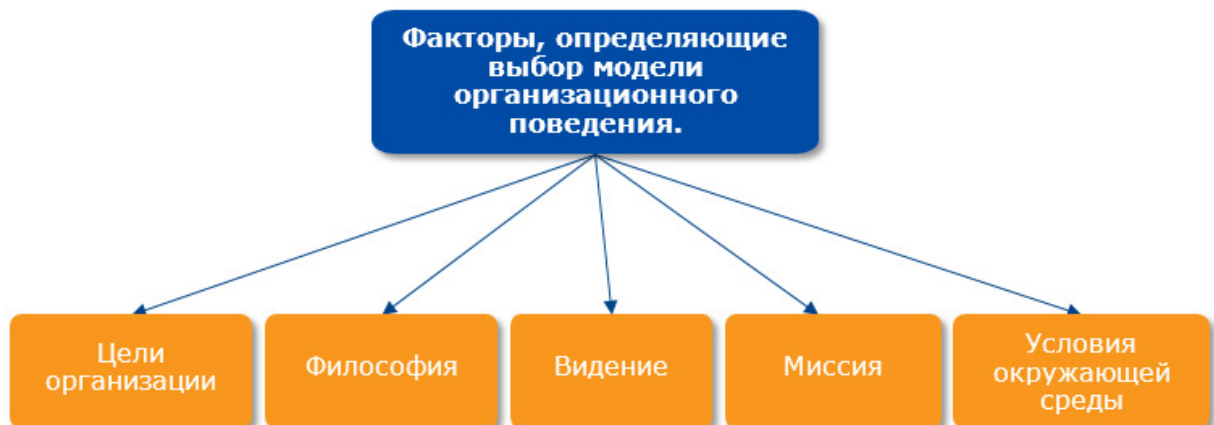 Факторы, определяющие
выбор модели
организационного
поведения.
Цели
организации
Философия
Видение
Миссия
Условия
окружающей
среды